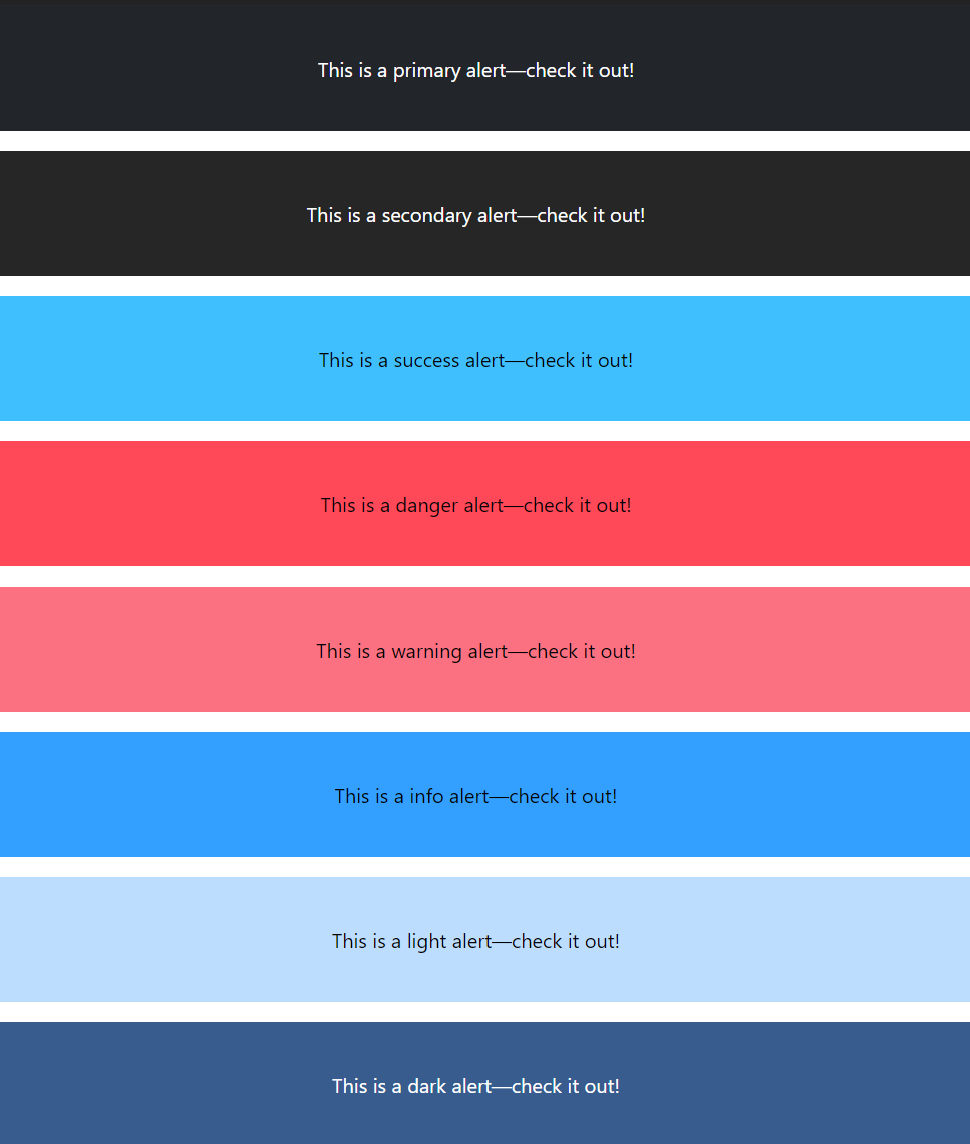 This is a primary alert—check it out!
This is a secondary alert—check it out!
This is a success alert—check it out!
This is a danger alert—check it out!
This is a warning alert—check it out!
This is a info alert—check it out!
This is a light alert—check it out!
This is a dark alert—check it out!